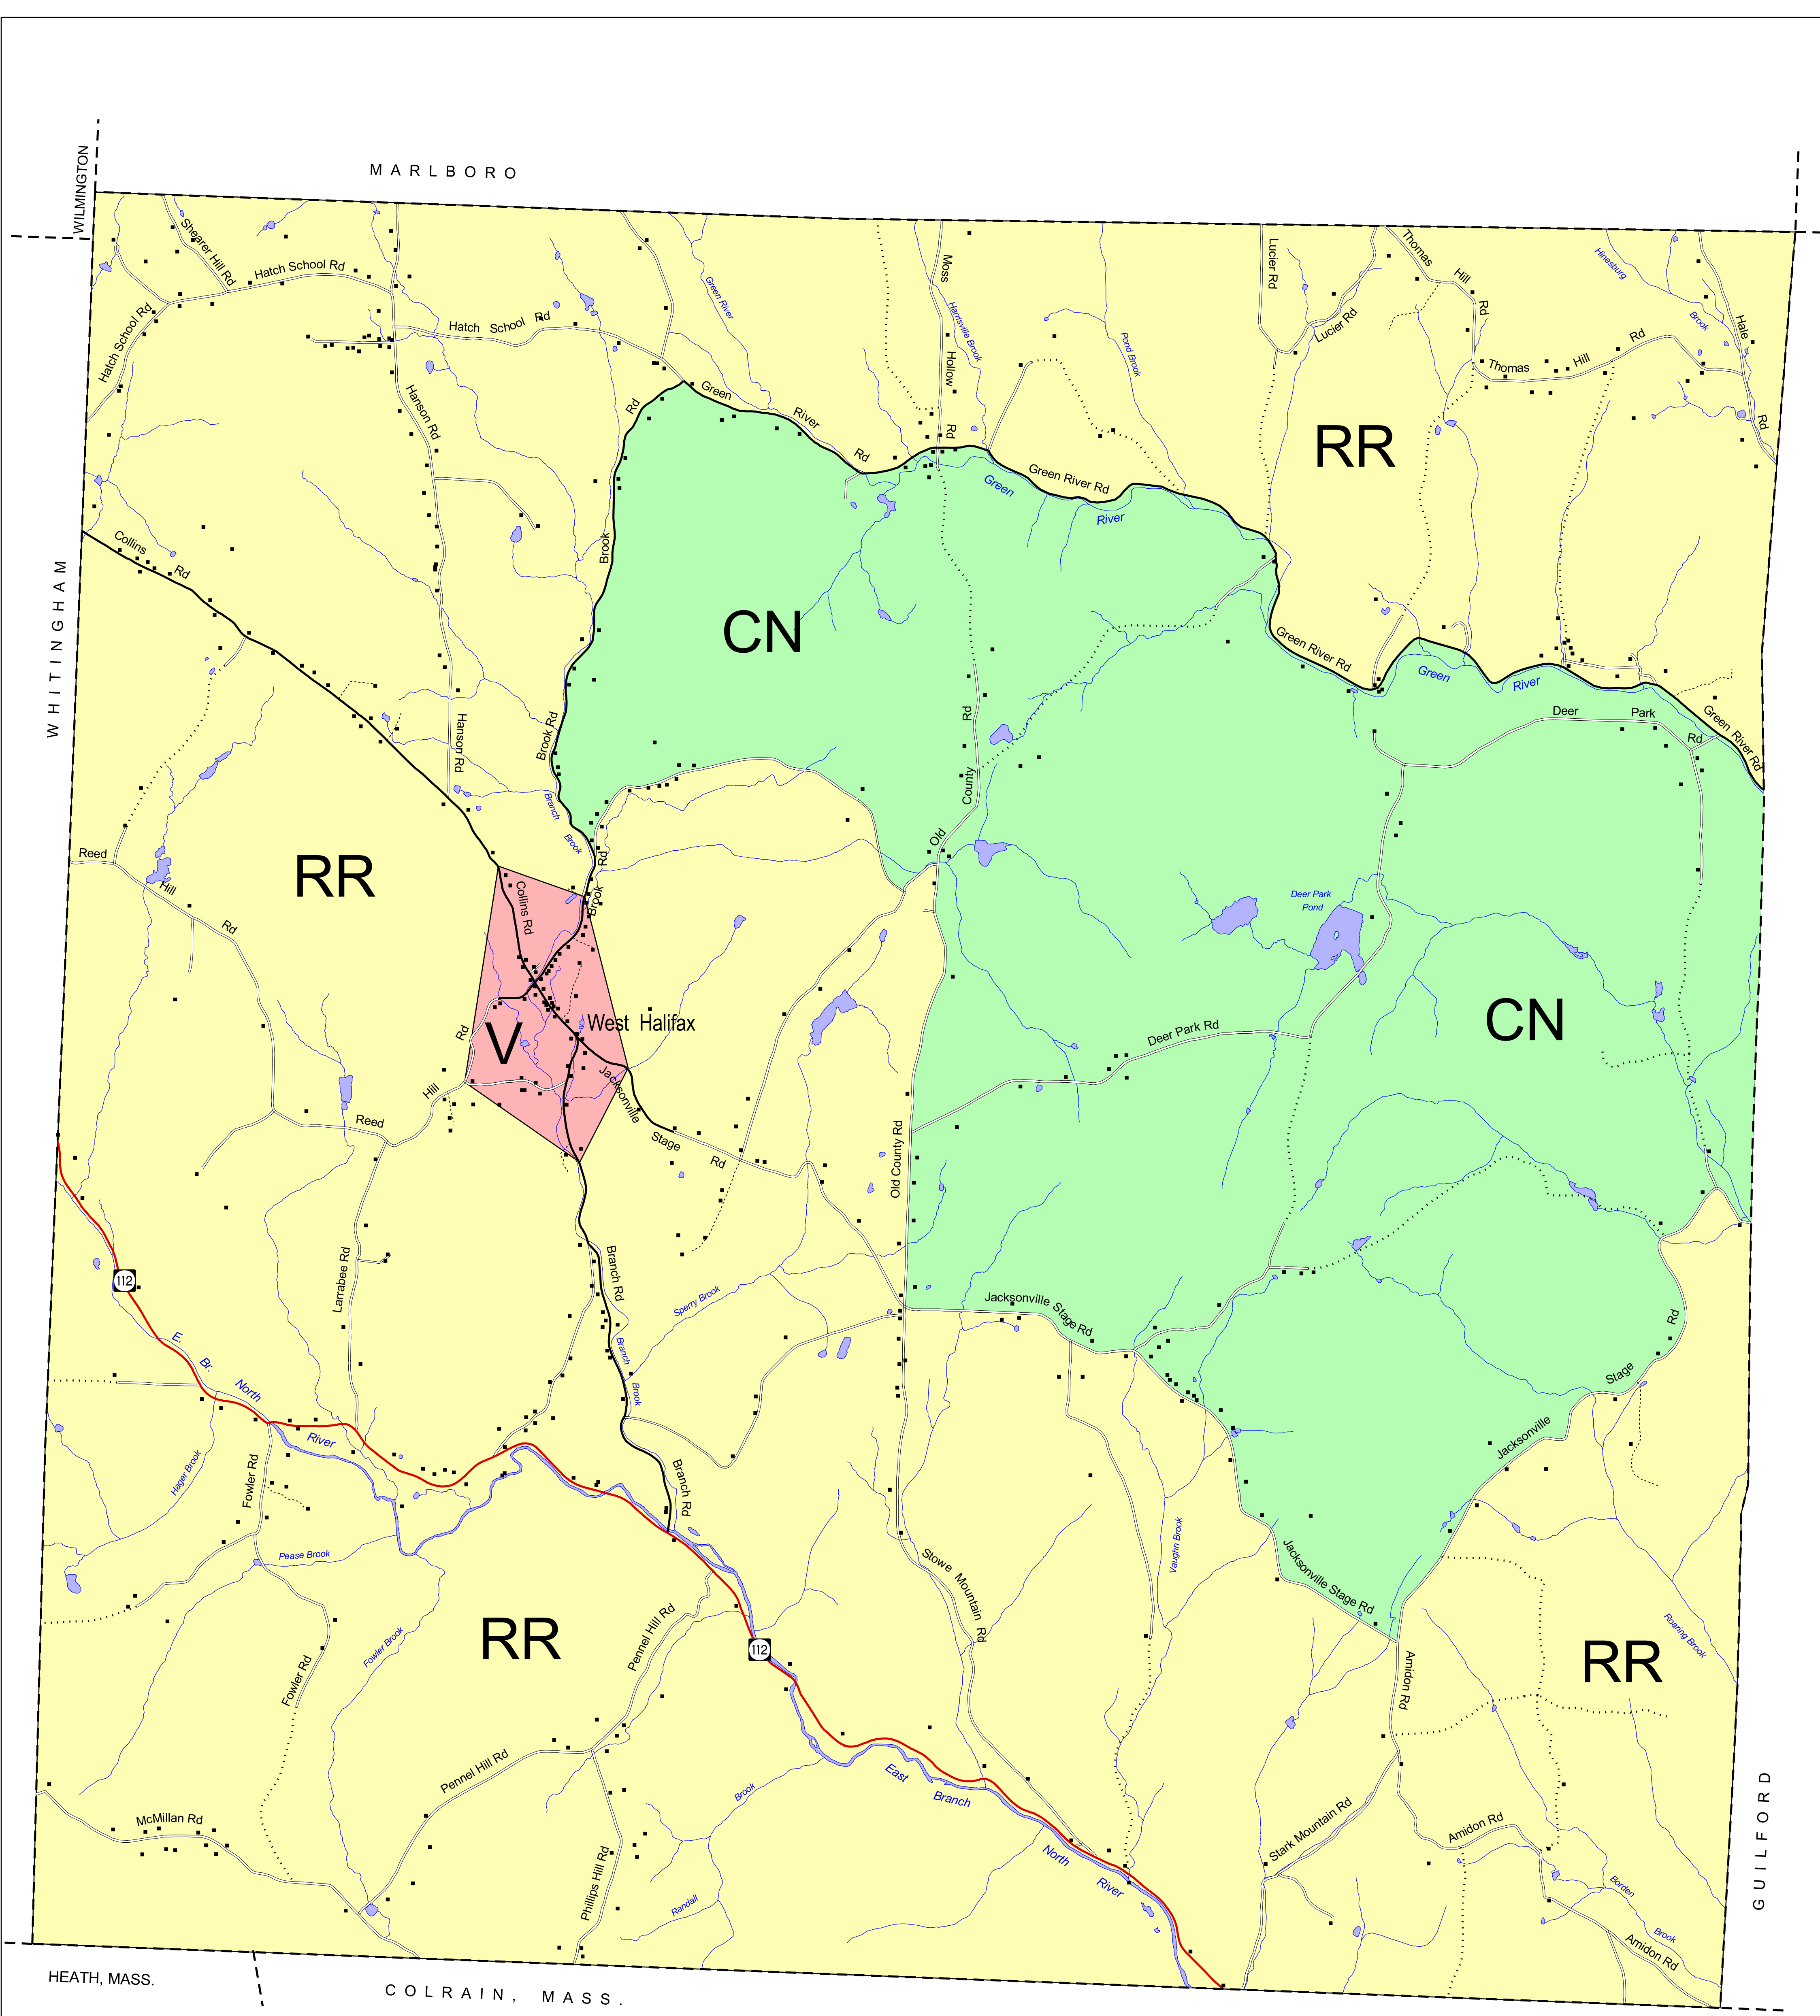 MARLBORO
WILMINGTON
Shearer Hill Rd
Hatch School Rd
Hatch School Rd
Hatch School Rd
Green River
Moss
Hollow
Rd
Harrisville Brook
Pond Brook
Lucier Rd
Lucier Rd
Thomas
Hill
Rd
Thomas
Hill
Rd
Hinesburg
Brook
Hale
Rd
Hanson Rd
Rd
Brook
Green
River
Rd
Green River Rd
Green
River
RR
Collins
Rd
WHITINGHAM
CN
Green River Rd
Green
River
Deer
Park
Rd
Green River Rd
Hanson Rd
Brook Rd
Branch
Brook
Rd
County
Old
Reed
Hill
Rd
RR
Rd
Brook
Collins Rd
Deer Park
Pond
CN
V
West Halifax
Rd
Hill
Reed
Jacksonville
Stage
Rd
Deer Park Rd
Old County Rd
112
Larrabee Rd
Branch Rd
Sperry Brook
Jacksonville
Stage Rd
E.
Br.
North
River
Branch
Brook
Rd
Stage
Jacksonville
Hager Brook
Fowler Rd
Branch Rd
Pease Brook
Vaughn Brook
Stowe Mountain Rd
Jacksonville Stage Rd
RR
Fowler Brook
Fowler Rd
Pennel Hill Rd
112
Amidon Rd
Roaring Brook
RR
Pennel Hill Rd
McMillan Rd
Brook
Randall
Phillips Hill Rd
East
Branch
North
River
Stark Mountain Rd
Amidon Rd
Borden
Brook
Amidon Rd
GUILFORD
HEATH, MASS.
COLRAIN, MASS.